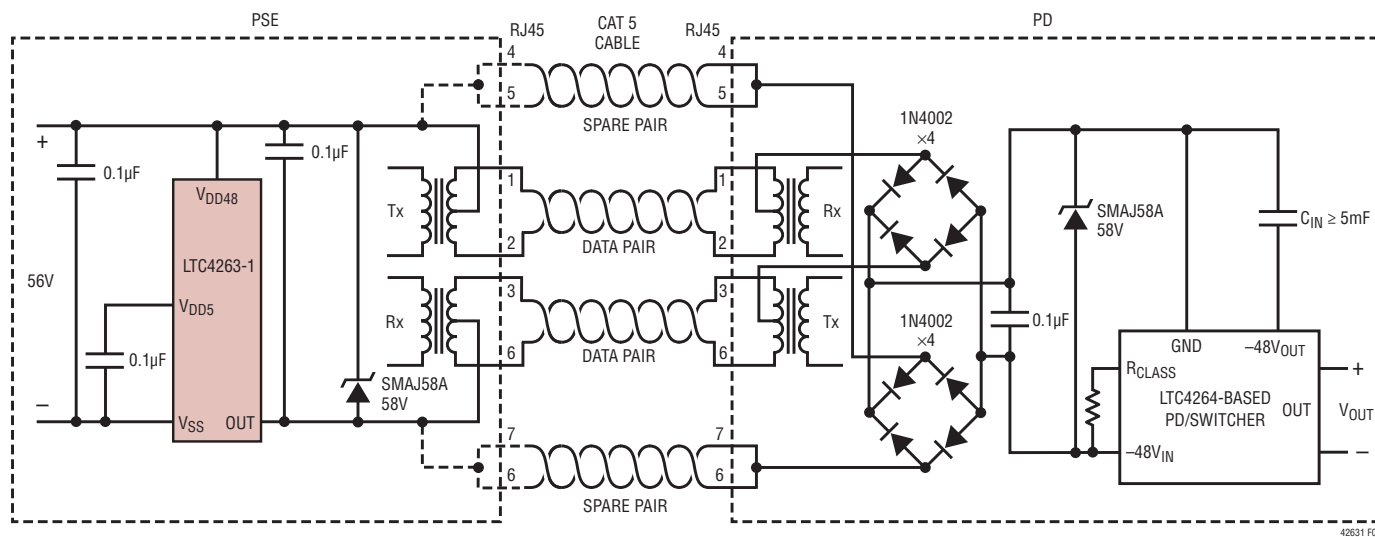 PSE
RJ45
CAT 5
CABLE
RJ45
PD
4
5
4
5
SPARE PAIR
1N4002
×4
+
0.1µF
0.1µF
VDD48
Tx
1
2
DATA PAIR
1
2
Rx
SMAJ58A
58V
CIN ≥ 5mF
LTC4263-1
56V
VDD5
Rx
3
6
DATA PAIR
3
6
Tx
1N4002
×4
0.1µF
0.1µF
SMAJ58A
58V
GND
–48VOUT
RCLASS
LTC4264-BASED
PD/SWITCHER
OUT
+
VOUT
–
–48VIN
–
VSS
OUT
7
6
7
6
SPARE PAIR